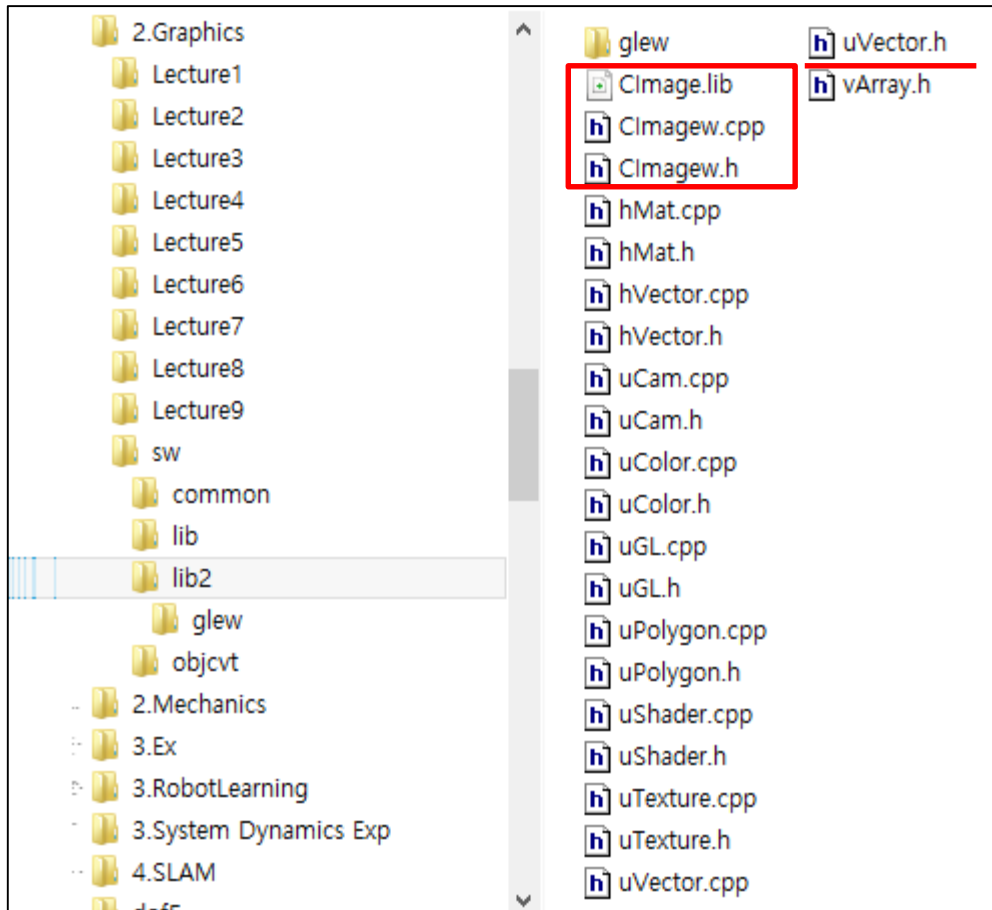 2.Graphics
Lecture1
Lecture2
Lecture3
Lecture4
Lecture5
Lecture6
Lecture7
Lecture8
Lecture9
sw
common
lib
lib2
glew
objcvt
2.Mechanics
3.Ex
3.RobotLearning
3.System Dynamics Exp
4.SLAM
glew
CImage.lib
CImagew.cpp
CImagew.h
hMat.cpp
hMat.h
hVector.cpp
hVector.h
uCam.cpp
uCam.h
uColor.cpp
uColor.h
uGL.cpp
uGL.h
uPolygon.cpp
uPolygon.h
uShader.cpp
uShader.h
uTexture.cpp
uTexture.h
uVector.cpp
uVector.h
vArray.h